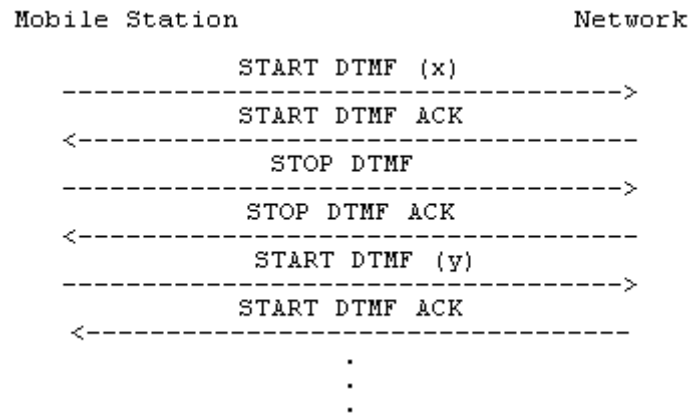 Mobile Station Network
START DTMF (x)
------------------------------------>
START DTMF ACK
<------------------------------------
STOP DTMF
------------------------------------>
STOP DTMF ACK
<------------------------------------
START DTMF (y)
------------------------------------>
START DTMF ACK
<-----------------------------------
.
.
.